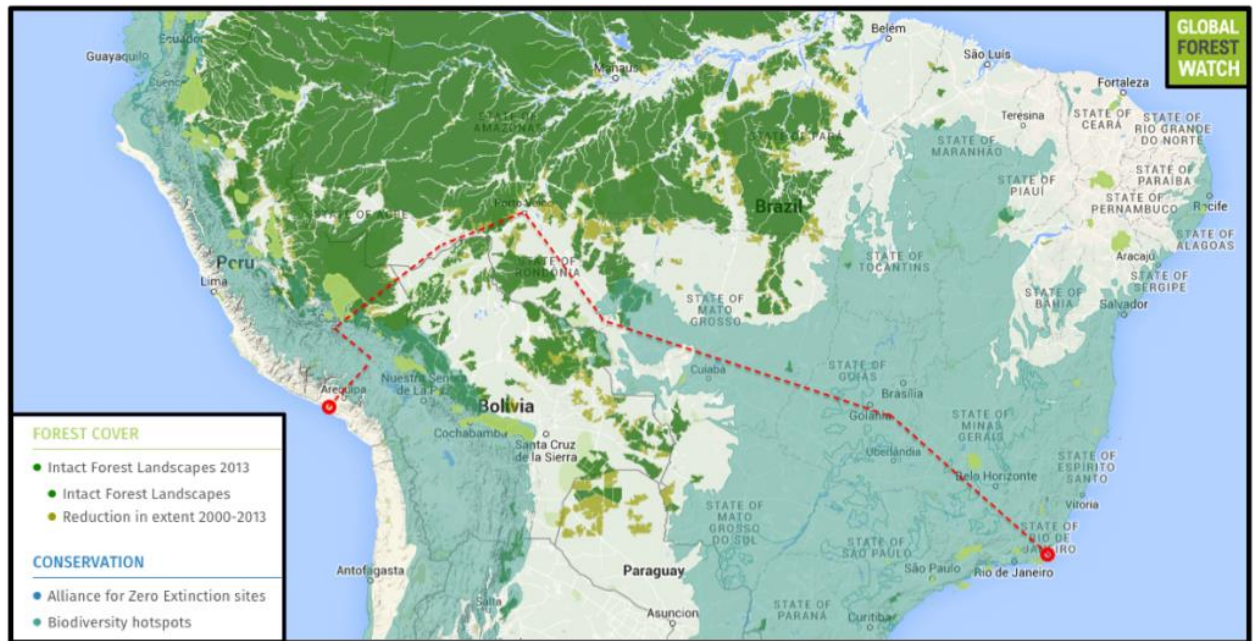 GLOBAL
FOREST
WATCH
Ecuador
Guayaquil
Cuenca
Manaus
Belém
São Luís
Fortaleza
Teresina
STATE OF
CEARÁ
STATE OF
RIO GRANDE
DO NORTE
STATE OF
AMAZONAS
STATE OF PARÁ
STATE OF
MARANHÃO
STATE OF
PIAUÍ
STATE OF
PARAÍBA
STATE OF
PERNAMBUCO
Recife
STATE OF
ALAGOAS
Brazil
Porto Velho
STATE OF ACRE
Peru
Lima
STATE OF
RONDÔNIA
STATE OF
TOCANTINS
Aracaju
STATE OF
SERGIPE
STATE OF
BAHIA
Salvador
STATE OF
MATO
GROSSO
Cuiabá
STATE OF
GOIÁS
Brasília
Goiânia
Arequipa
Nuestra Señora
de La Paz
Bolivia
Cochabamba
Santa Cruz
de la Sierra
STATE OF
MINAS
GERAIS
Uberlândia
Belo Horizonte
STATE OF
ESPÍRITO
SANTO
Vitória
STATE OF
MATO
GROSSO
DO SUL
STATE OF
RIO DE
JANEIRO
STATE OF
SÃO PAULO
São Paulo
Rio de Janeiro
Paraguay
Antofagasta
Salta
Asuncion
STATE OF
PARANÁ
Curitiba
FOREST COVER
Intact Forest Landscapes 2013
Intact Forest Landscapes
Reduction in extent 2000-2013
CONSERVATION
Alliance for Zero Extinction sites
Biodiversity hotspots